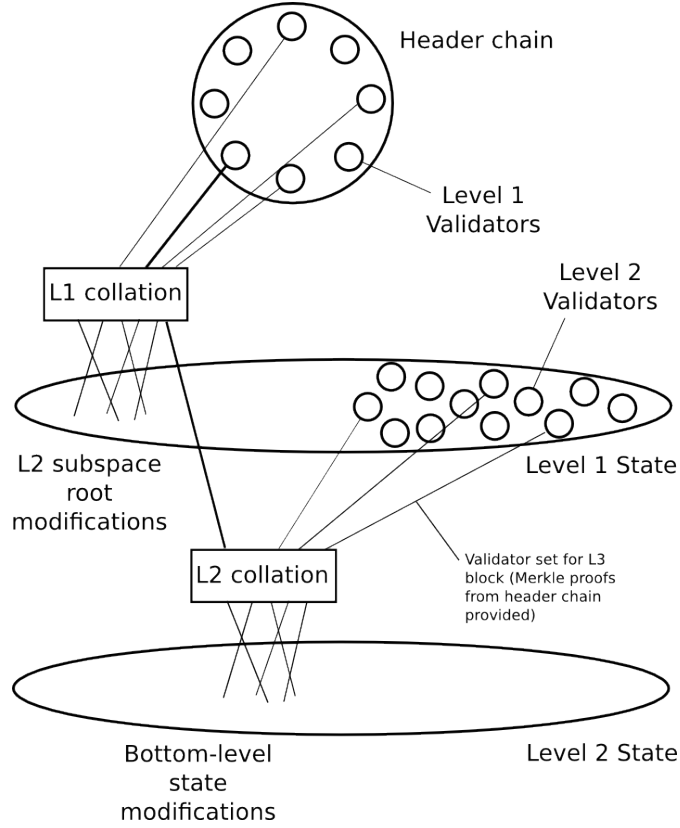 Header chain
Level 1
Validators
L1 collation
Level 2
Validators
L2 subspace
root
modifications
Level 1 State
L2 collation
Validator set for L3
block (Merkle proofs
from header chain
provided)
Bottom-level
state
modifications
Level 2 State